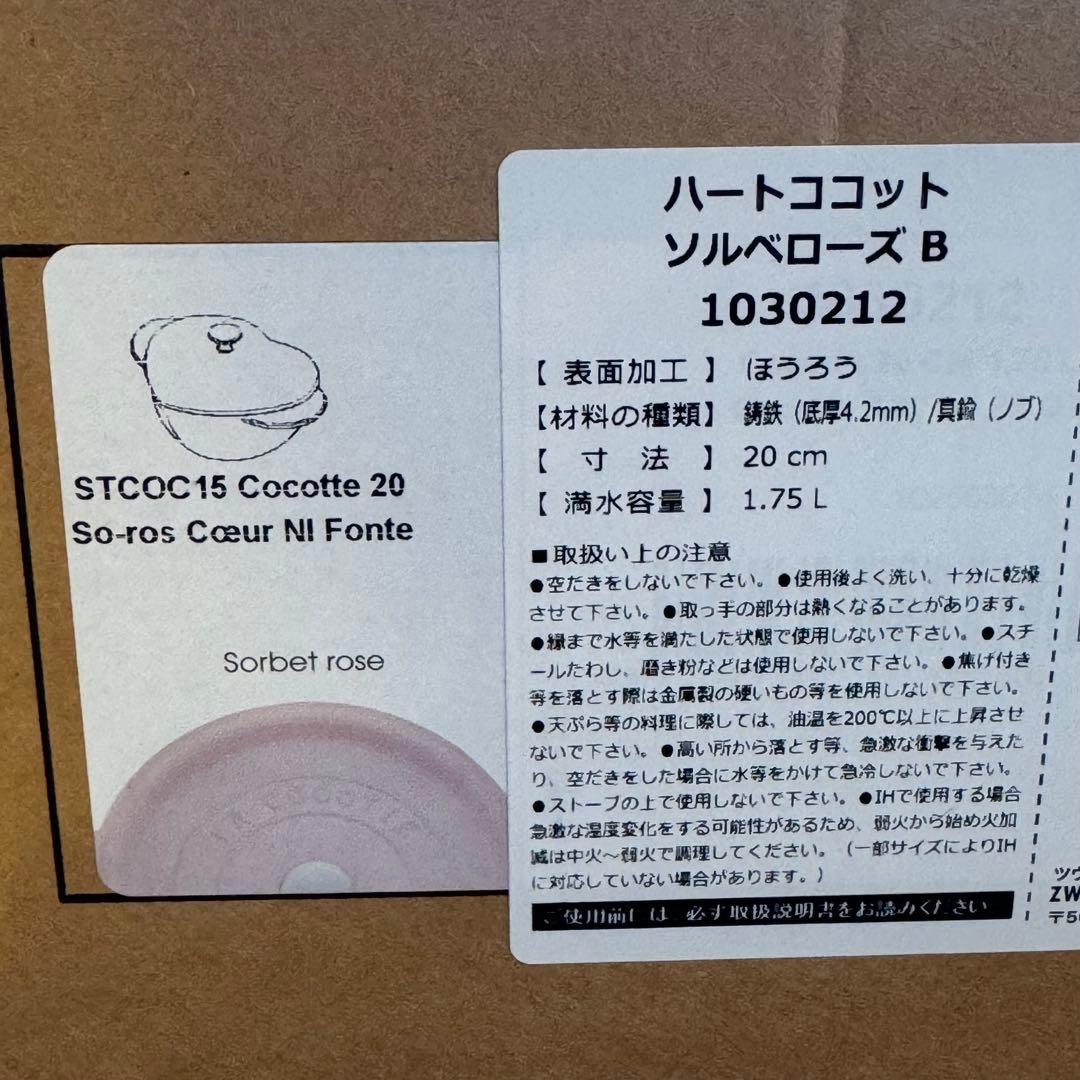 STCOC15 Cocotte 20
So-ros Cœur NI Fonte
Sorbet rose
ハートココット
ソルベローズ B
1030212
【 表面加工 】 ほうろう
【材料の種類】 鋳鉄（底厚4.2mm）/真鍮（ノブ）
【 寸 法 】 20 cm
【 満水容量 】 1.75 L
■取扱い上の注意
●空だきをしないで下さい。●使用後よく洗い、十分に乾燥
させて下さい。●取っ手の部分は熱くなることがあります。
●縁まで水等を満たした状態で使用しないで下さい。●スチ
ールたわし、磨き粉などは使用しないで下さい。●焦げ付き
等を落とす際は金属製の硬いもの等を使用しないで下さい。
●天ぷら等の料理に際しては、油温を200℃以上に上昇させ
ないで下さい。●高い所から落とす等、急激な衝撃を与えた
り、空だきをした場合に水等をかけて急冷しないで下さい。
●ストーブの上で使用しないで下さい。●IHで使用する場合
急激な温度変化をする可能性があるため、弱火から始め火加
減は中火～弱火で調理してください。（一部サイズによりIH
に対応していない場合があります。）
ご使用前には 必ず取扱説明書をお読みください
ツヴ
ZW